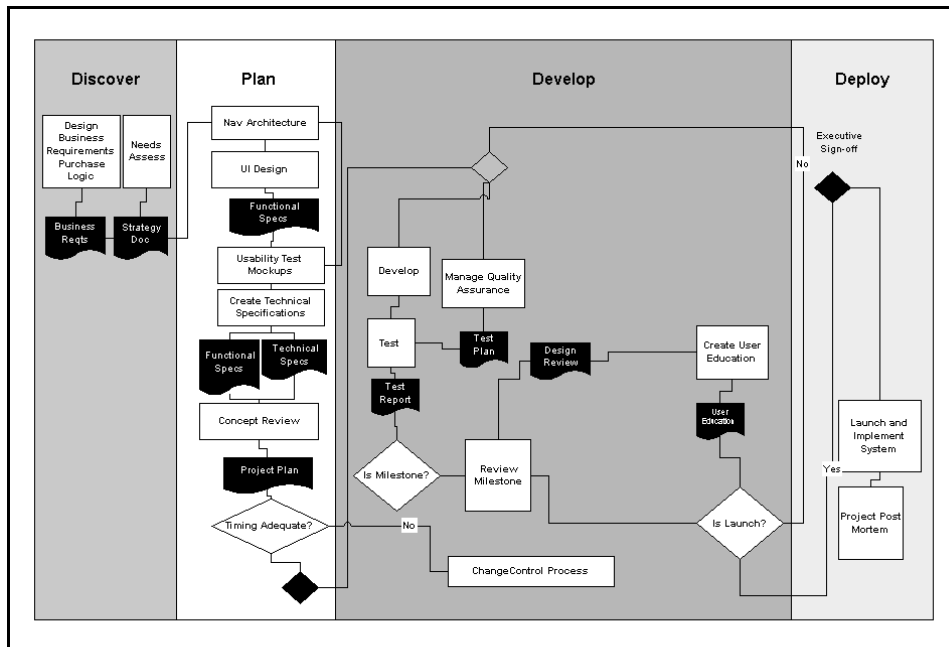 Discover
Plan
Develop
Deploy
Design
Business
Requirements
Purchase
Logic
Needs
Assess
Business
Reqts
Strategy
Doc
Nav Architecture
UI Design
Functional
Specs
Usability Test
Mockups
Create Technical
Specifications
Functional
Specs
Technical
Specs
Concept Review
Project Plan
Timing Adequate?
No
ChangeControl Process
Develop
Manage Quality
Assurance
Test
Test
Plan
Test
Report
Is Milestone?
Review
Milestone
Design
Review
Create User
Education
User
Education
Is Launch?
No
Yes
Executive
Sign-off
Launch and
Implement
System
Project Post
Mortem